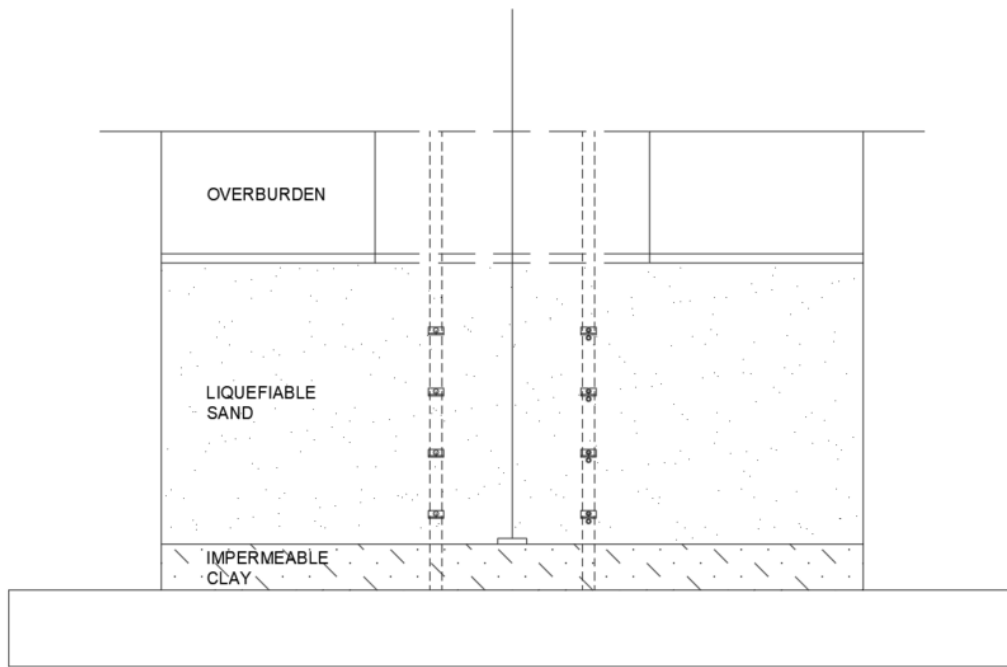 OVERBURDEN
LIQUEFIABLE
SAND
IMPERMEABLE
CLAY